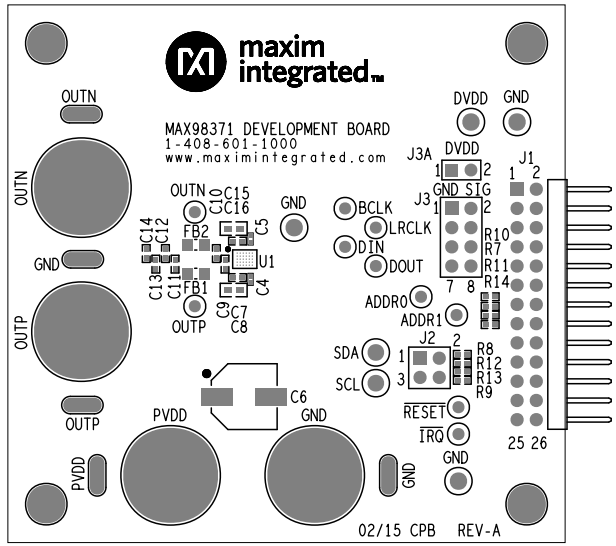 maxim
integrated™
OUTN
DVDD
GND
MAX98371 DEVELOPMENT BOARD
1-408-601-1000
www.maximintegrated.com
J3A
DVDD
1
2
J1
1 2
OUTN
OUTN
C10
C15
C16
GND
BCLK
J3
GND SIG
1
2
LRCLK
C14
C12
FB2
C5
DIN
R10
R7
GND
U1
DOUT
R11
C13
C11
FB1
C4
7 8
R14
OUTP
C9
C7
C8
ADDR0
ADDR1
OUTP
J2
1
2
3
SDA
SCL
R8
R12
R13
R9
C6
OUTP
PVDD
GND
RESET
IRQ
25 26
GND
PVDD
GND
02/15 CPB REV-A